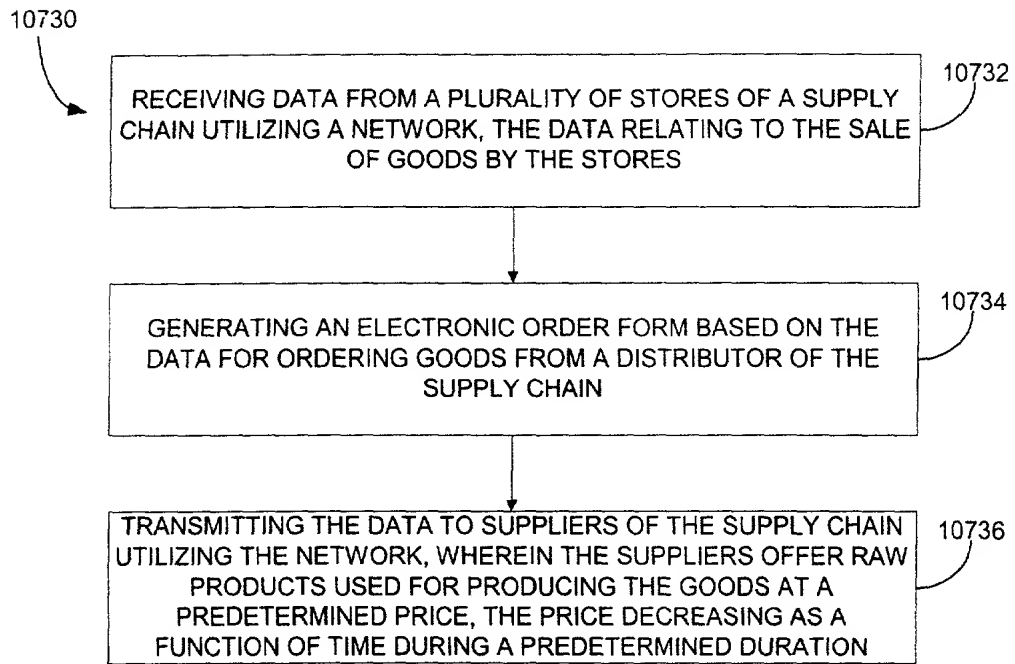 10730
10732
RECEIVING DATA FROM A PLURALITY OF STORES OF A SUPPLY
CHAIN UTILIZING A NETWORK, THE DATA RELATING TO THE SALE
OF GOODS BY THE STORES
10734
GENERATING AN ELECTRONIC ORDER FORM BASED ON THE
DATA FOR ORDERING GOODS FROM A DISTRIBUTOR OF THE
SUPPLY CHAIN
10736
TRANSMITTING THE DATA TO SUPPLIERS OF THE SUPPLY CHAIN
UTILIZING THE NETWORK, WHEREIN THE SUPPLIERS OFFER RAW
PRODUCTS USED FOR PRODUCING THE GOODS AT A
PREDETERMINED PRICE, THE PRICE DECREASING AS A
FUNCTION OF TIME DURING A PREDETERMINED DURATION